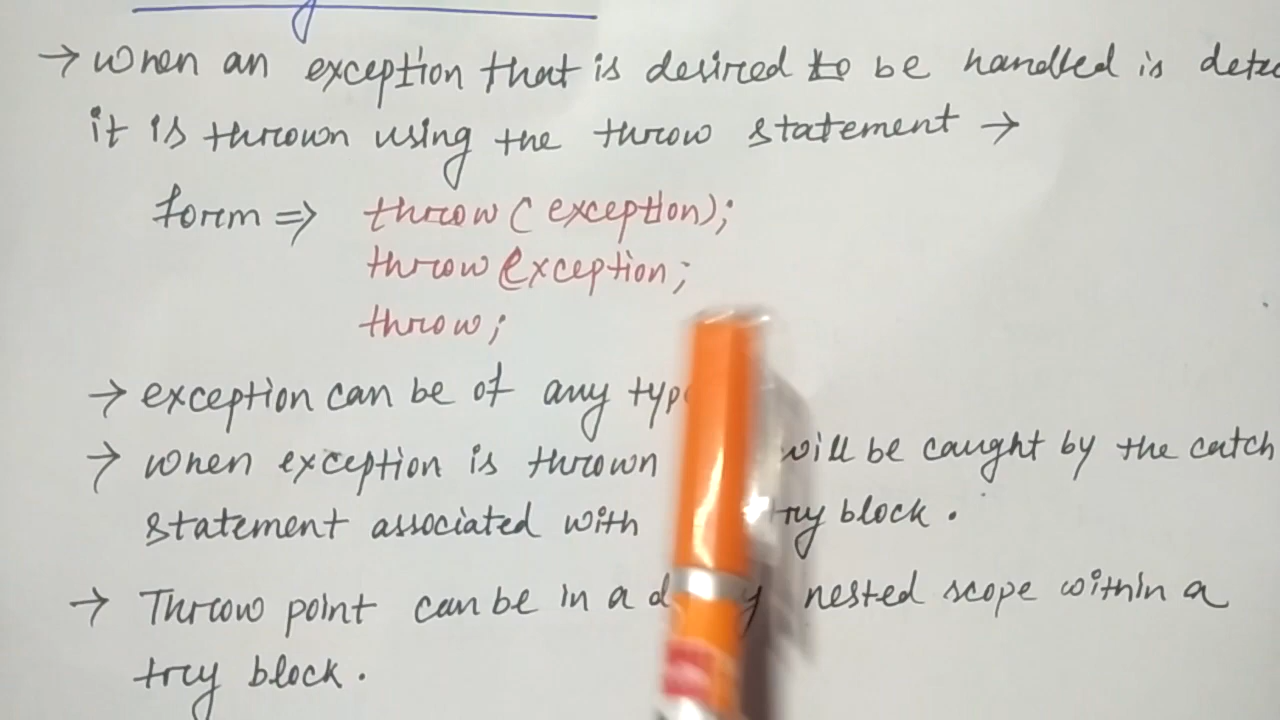 → When an exception that is desired to be handled is
it is thrown using the throw statement →
form ⇒ throw (exception);
throw exception;
throw;
→ exception can be of any
→ when exception is thrown will be caught by the catch
statement associated with try block.
→ Throw point can be in a nested scope within a
try block.